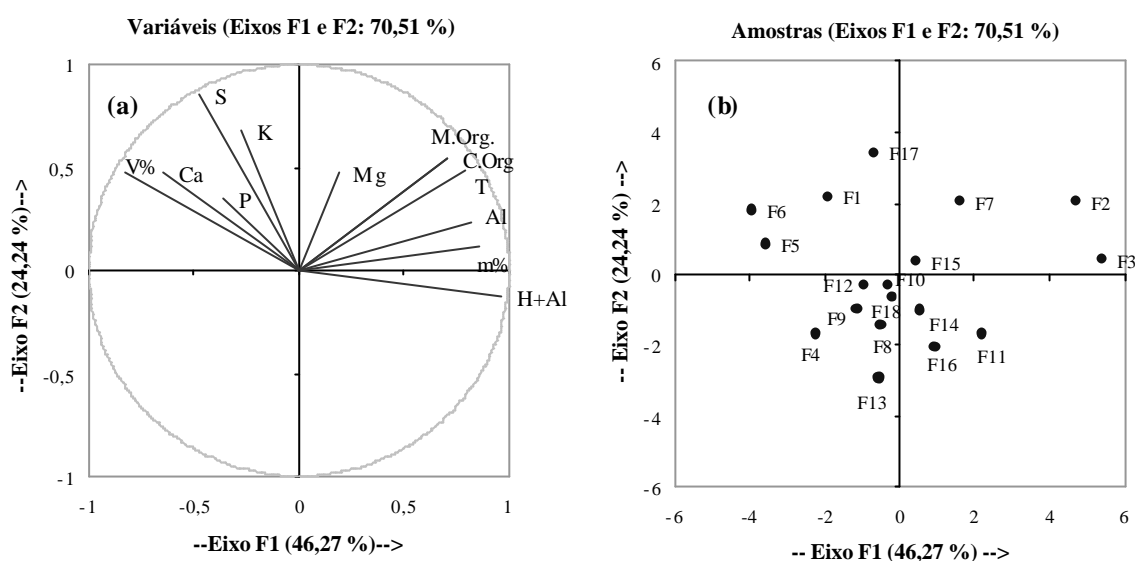 Variáveis (Eixos F1 e F2: 70,51 %)
(a)
--Eixo F2 (24,24 %)-->
1
0,5
0
-0,5
-1
S
K
M.Org.
C.Org
T
Mg
V%
Ca
P
Al
m%
H+Al
-1
-0,5
0
0,5
1
--Eixo F1 (46,27 %)-->
Amostras (Eixos F1 e F2: 70,51 %)
(b)
-- Eixo F2 (24,24 %) -->
6
4
2
0
-2
-4
-6
F17
F1
F6
F7
F2
F5
F15
F3
F12
F10
F9
F18
F14
F4
F8
F16
F11
F13
-6
-4
-2
0
2
4
6
-- Eixo F1 (46,27 %) -->